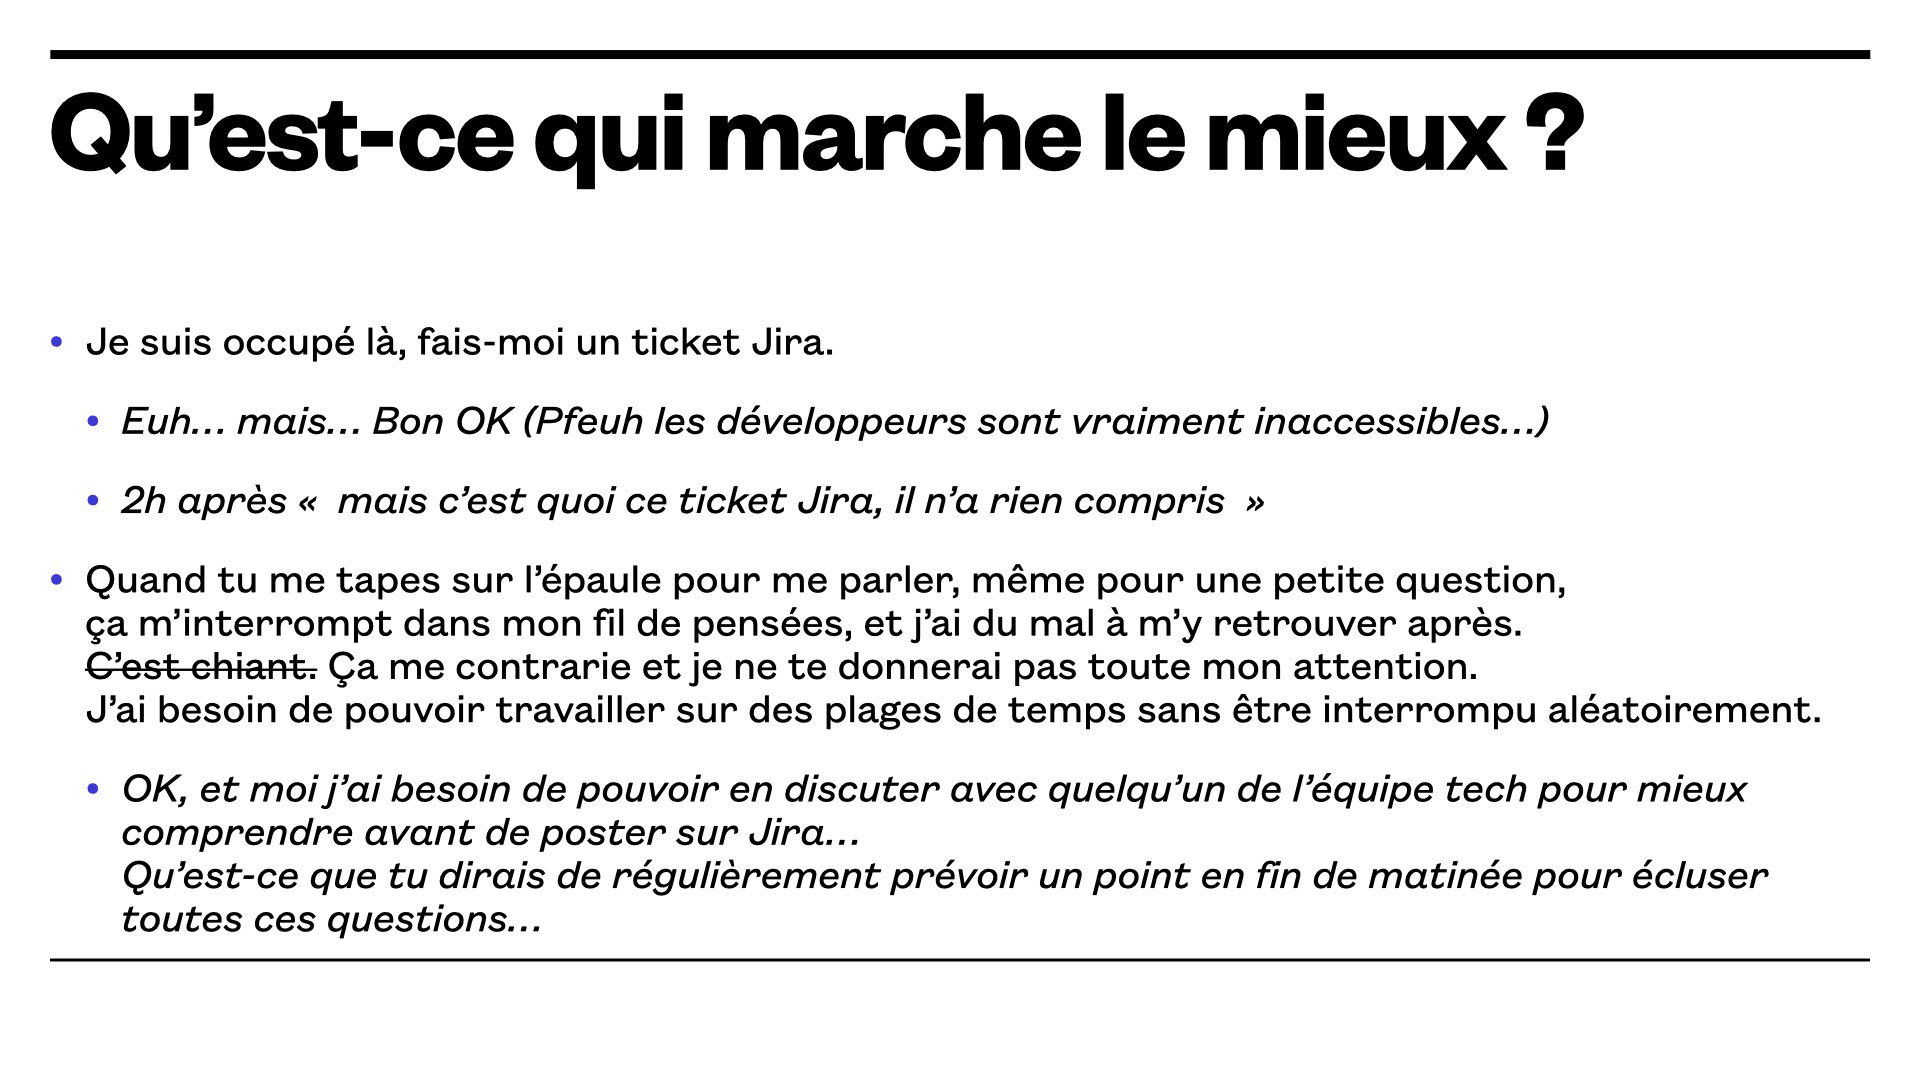 Qu’est-ce qui marche le mieux ?
• Je suis occupé là, fais-moi un ticket Jira.
• Euh… mais… Bon OK (Pfeuh les développeurs sont vraiment inaccessibles…)
• 2h après «  mais c’est quoi ce ticket Jira, il n’a rien compris  »
• Quand tu me tapes sur l’épaule pour me parler, même pour une petite question,
ça m’interrompt dans mon fil de pensées, et j’ai du mal à m’y retrouver après.
C’est chiant. Ça me contrarie et je ne te donnerai pas toute mon attention.
J’ai besoin de pouvoir travailler sur des plages de temps sans être interrompu aléatoirement.
• OK, et moi j’ai besoin de pouvoir en discuter avec quelqu’un de l’équipe tech pour mieux
comprendre avant de poster sur Jira…
Qu’est-ce que tu dirais de régulièrement prévoir un point en fin de matinée pour écluser
toutes ces questions…